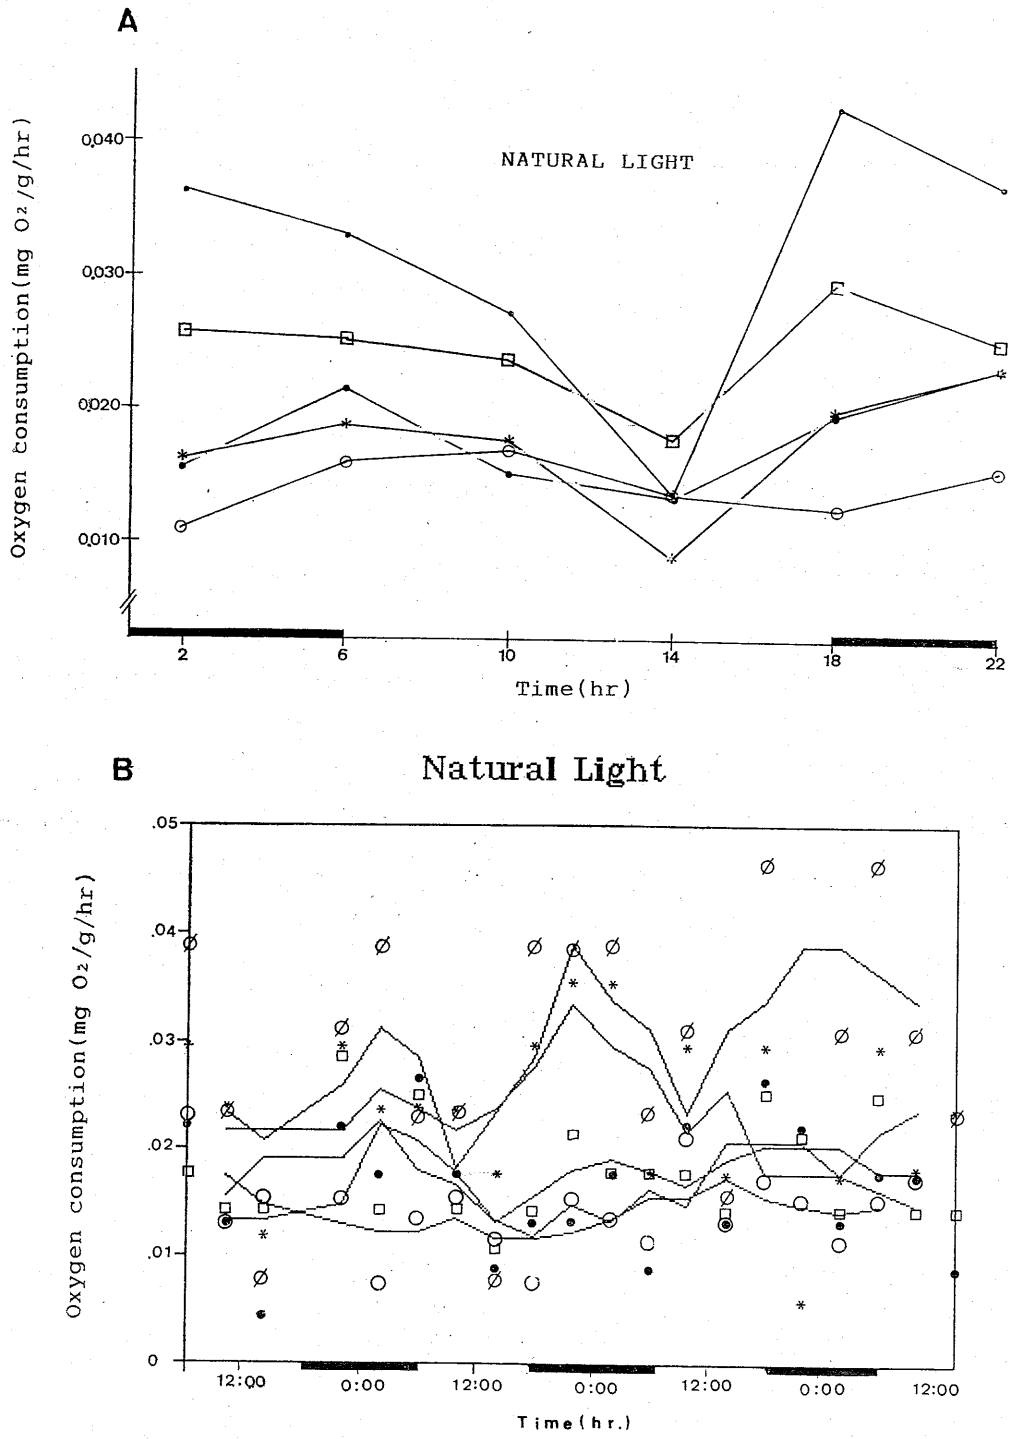 A
NATURAL LIGHT
Oxygen consumption(mg O2/g/hr)
0.040
0.030
0.020
0.010
2 6 10 14 18 22
Time(hr)
B
Natural Light
Oxygen consumption(mg O2/g/hr)
.05
.04
.03
.02
.01
0
12:00 0:00 12:00 0:00 12:00 0:00 12:00
Time(hr.)